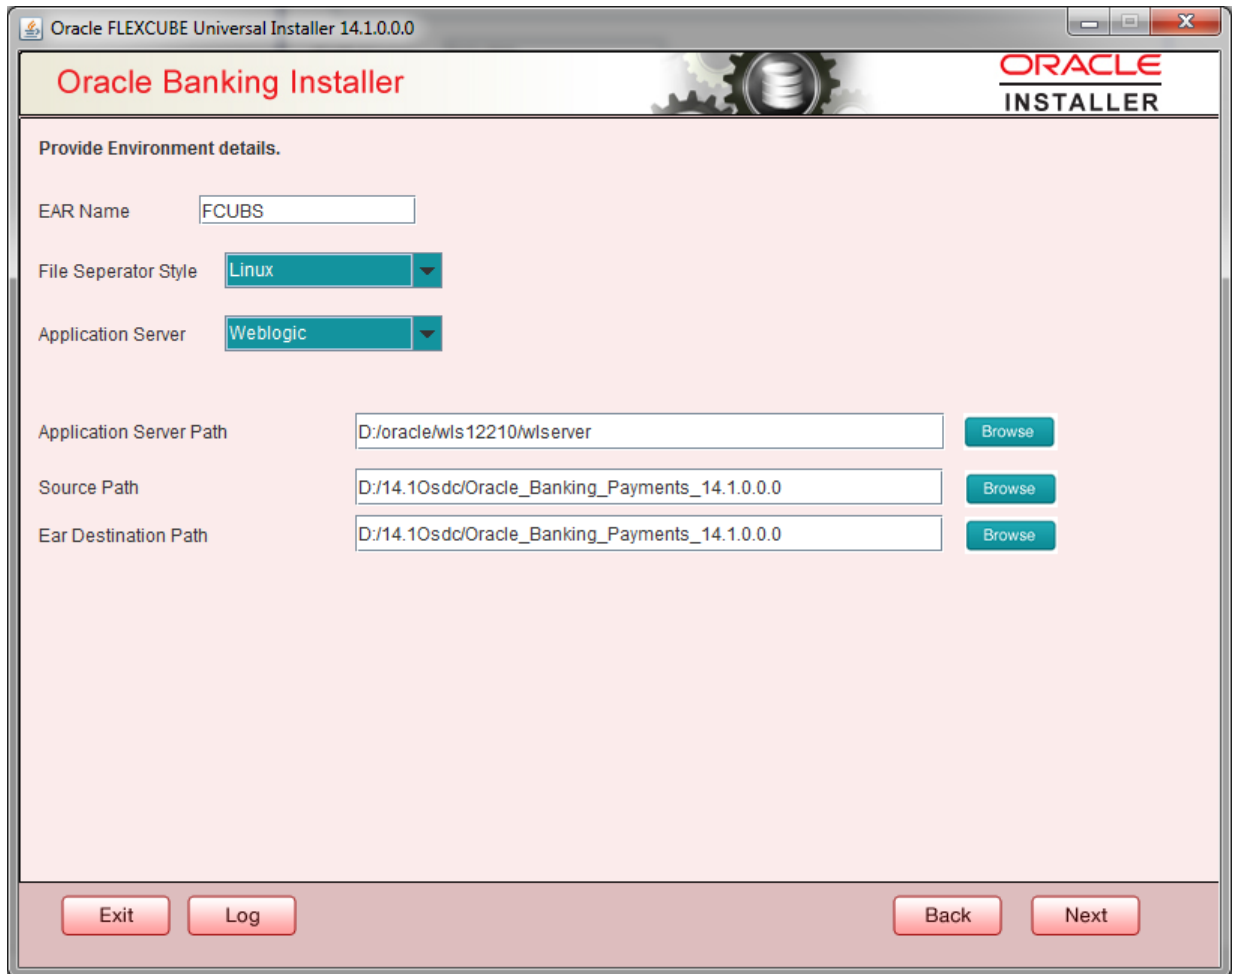 Oracle FLEXCUBE Universal Installer 14.1.0.0.0
Oracle Banking Installer
ORACLE
INSTALLER
Provide Environment details.
EAR Name FCUBS
File Seperator Style Linux
Application Server Weblogic
Application Server Path D:/oracle/wls12210/wlserver Browse
Source Path D:/14.1Osdc/Oracle_Banking_Payments_14.1.0.0.0 Browse
Ear Destination Path D:/14.1Osdc/Oracle_Banking_Payments_14.1.0.0.0 Browse
Exit Log Back Next